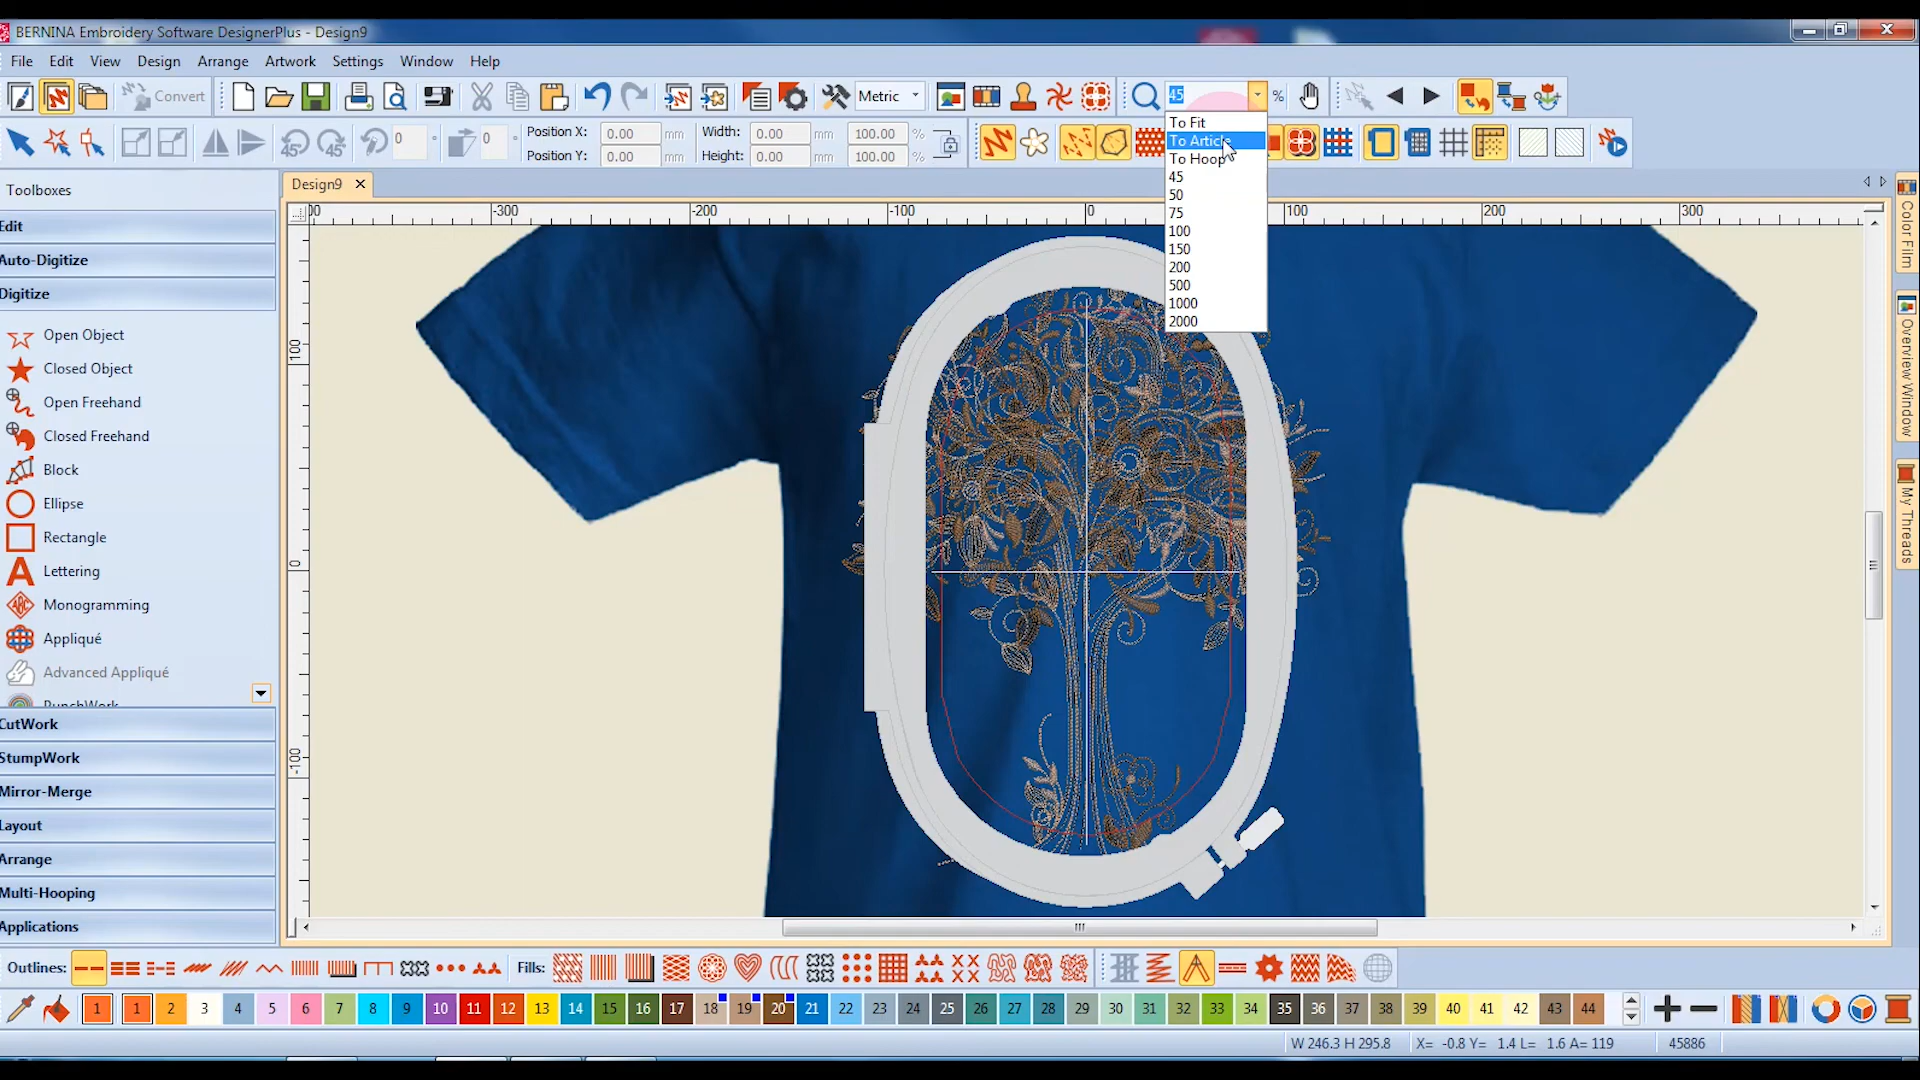 BERNINA Embroidery Software DesignerPlus - Design9
File Edit View Design Arrange Artwork Settings Window Help
Convert
Metric
45
%
To Fit
To Article
To Hoop
45
50
75
100
150
200
500
1000
2000
45
45
0
0
Position X: 0.00 mm Width: 0.00 mm 100.00 %
Position Y: 0.00 mm Height: 0.00 mm 100.00 %
Toolboxes
Design9
-300 -200 -100 0 100 200 300
100
0
-100
Edit
Auto-Digitize
Digitize
Open Object
Closed Object
Open Freehand
Closed Freehand
Block
Ellipse
Rectangle
Lettering
Monogramming
Appliqué
Advanced Appliqué
PunchWork
CutWork
StumpWork
Mirror-Merge
Layout
Arrange
Multi-Hooping
Applications
Color Film
Overview Window
My Threads
Outlines:
Fills:
1 1 2 3 4 5 6 7 8 9 10 11 12 13 14 15 16 17 18 19 20 21 22 23 24 25 26 27 28 29 30 31 32 33 34 35 36 37 38 39 40 41 42 43 44
W 246.3 H 295.8 X= -0.8 Y= 1.4 L= 1.6 A= 119 45886